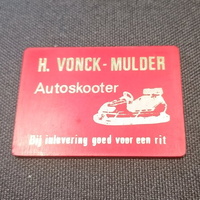 H. VONCK - MULDER
Autoskooter
Bij inlevering goed voor een rit